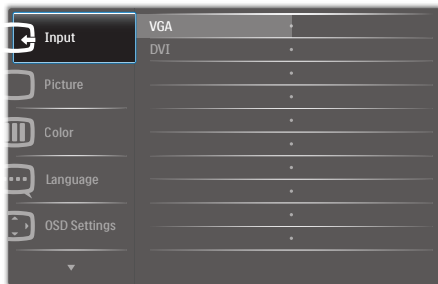 Input
VGA
DVI
Picture
Color
Language
OSD Settings